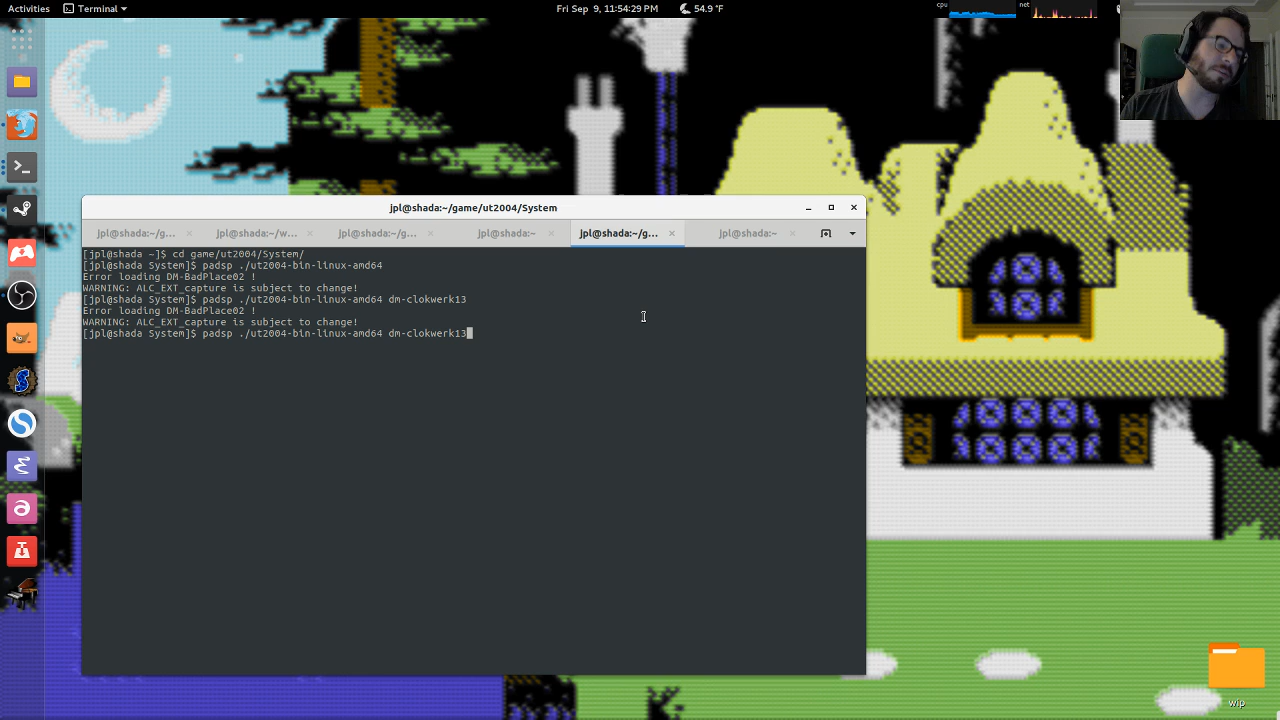 Activities
Terminal
Fri Sep 9, 11:54:29 PM
54.9 °F
cpu
net
jpl@shada:~/game/ut2004/System
jpl@shada:~/g...
jpl@shada:~/w...
jpl@shada:~/g...
jpl@shada:~
jpl@shada:~/g...
jpl@shada:~
[jpl@shada ~]$ cd game/ut2004/System/
[jpl@shada System]$ padsp ./ut2004-bin-linux-amd64
Error loading DM-BadPlace02 !
WARNING: ALC_EXT_capture is subject to change!
[jpl@shada System]$ padsp ./ut2004-bin-linux-amd64 dm-clokwerk13
Error loading DM-BadPlace02 !
WARNING: ALC_EXT_capture is subject to change!
[jpl@shada System]$ padsp ./ut2004-bin-linux-amd64 dm-clokwerk13
wip